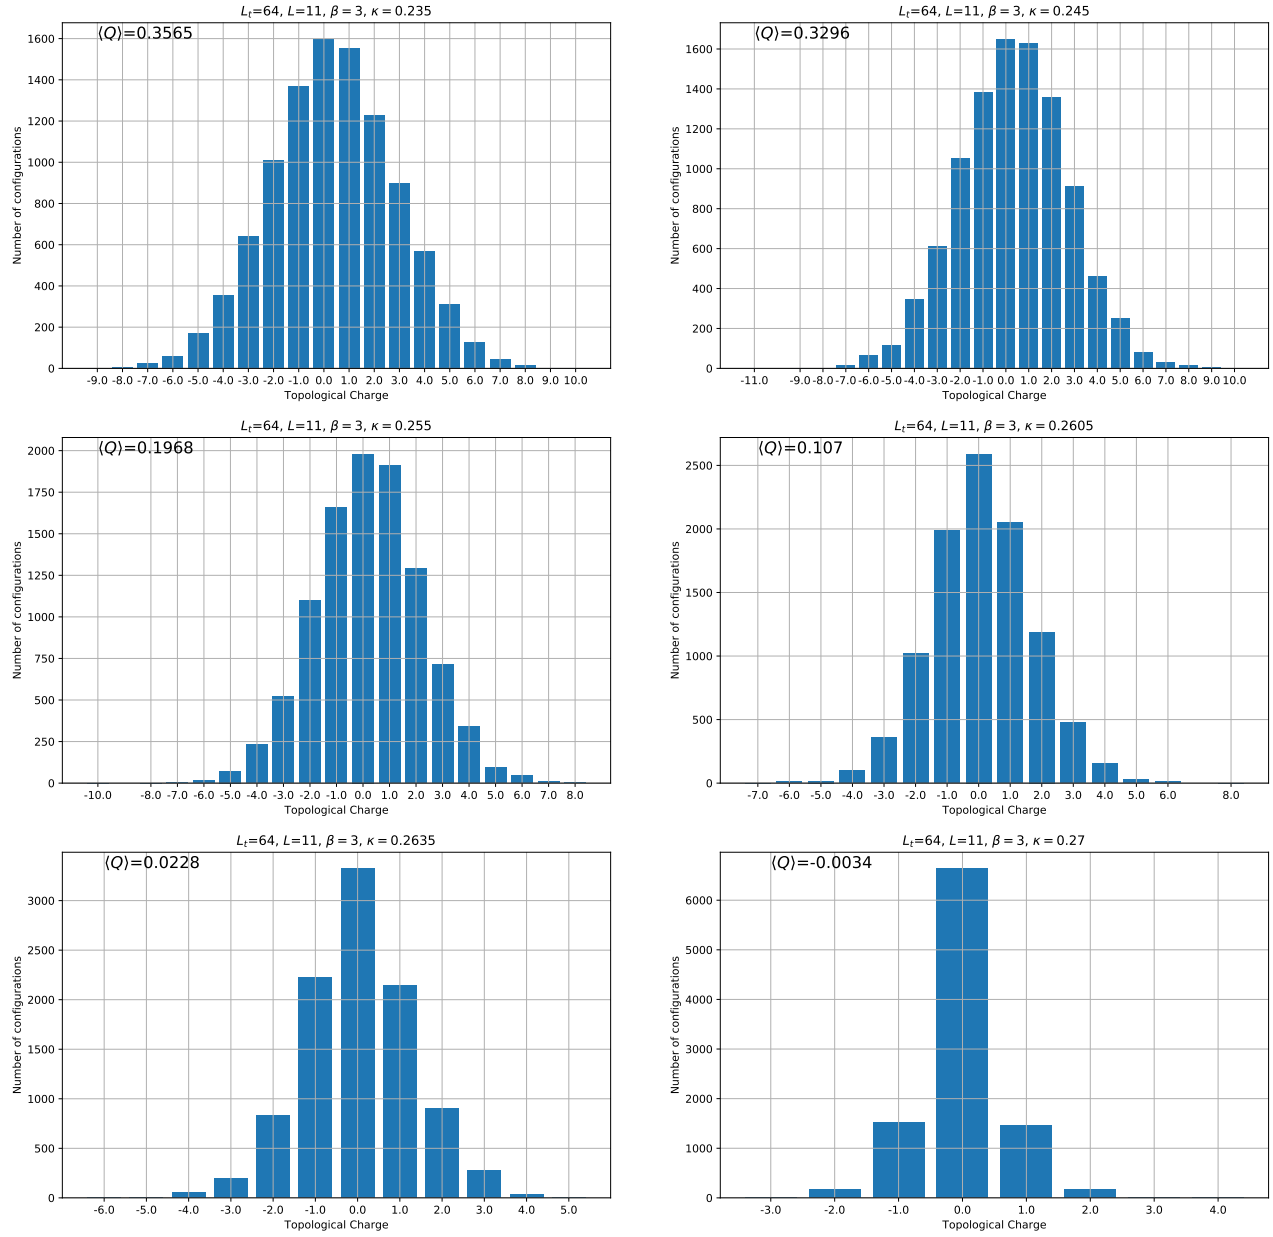 L_t=64, L=11, β = 3, κ = 0.235
⟨Q⟩=0.3565
Number of configurations
1600
1400
1200
1000
800
600
400
200
0
-9.0 -8.0 -7.0 -6.0 -5.0 -4.0 -3.0 -2.0 -1.0 0.0 1.0 2.0 3.0 4.0 5.0 6.0 7.0 8.0 9.0 10.0
Topological Charge
L_t=64, L=11, β = 3, κ = 0.245
⟨Q⟩=0.3296
Number of configurations
1600
1400
1200
1000
800
600
400
200
0
-11.0 -9.0 -8.0 -7.0 -6.0 -5.0 -4.0 -3.0 -2.0 -1.0 0.0 1.0 2.0 3.0 4.0 5.0 6.0 7.0 8.0 9.0 10.0
Topological Charge
L_t=64, L=11, β = 3, κ = 0.255
⟨Q⟩=0.1968
Number of configurations
2000
1750
1500
1250
1000
750
500
250
0
-10.0 -8.0 -7.0 -6.0 -5.0 -4.0 -3.0 -2.0 -1.0 0.0 1.0 2.0 3.0 4.0 5.0 6.0 7.0 8.0
Topological Charge
L_t=64, L=11, β = 3, κ = 0.2605
⟨Q⟩=0.107
Number of configurations
2500
2000
1500
1000
500
0
-7.0 -6.0 -5.0 -4.0 -3.0 -2.0 -1.0 0.0 1.0 2.0 3.0 4.0 5.0 6.0 8.0
Topological Charge
L_t=64, L=11, β = 3, κ = 0.2635
⟨Q⟩=0.0228
Number of configurations
3000
2500
2000
1500
1000
500
0
-6.0 -5.0 -4.0 -3.0 -2.0 -1.0 0.0 1.0 2.0 3.0 4.0 5.0
Topological Charge
L_t=64, L=11, β = 3, κ = 0.27
⟨Q⟩=-0.0034
Number of configurations
6000
5000
4000
3000
2000
1000
0
-3.0 -2.0 -1.0 0.0 1.0 2.0 3.0 4.0
Topological Charge